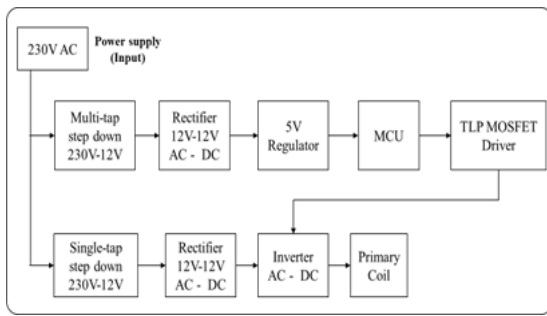 230V AC
Power supply
(Input)
Multi-tap
step down
230V-12V
Rectifier
12V-12V
AC - DC
5V
Regulator
MCU
TLP MOSFET
Driver
Single-tap
step down
230V-12V
Rectifier
12V-12V
AC - DC
Inverter
AC - DC
Primary
Coil